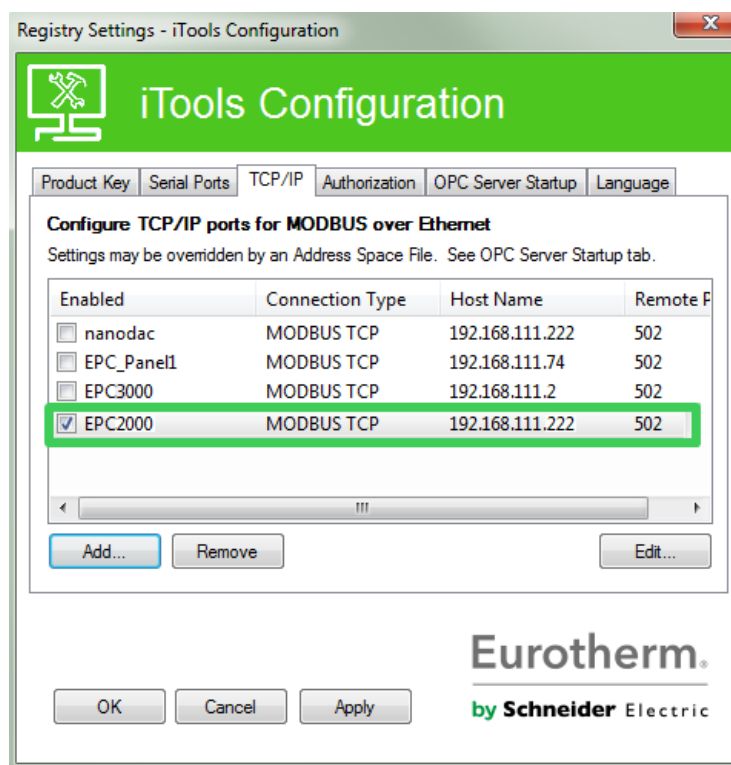 Registry Settings - iTools Configuration
iTools Configuration
Product Key Serial Ports TCP/IP Authorization OPC Server Startup Language
Configure TCP/IP ports for MODBUS over Ethernet
Settings may be overridden by an Address Space File. See OPC Server Startup tab.
Enabled Connection Type Host Name Remote P
nanodac MODBUS TCP 192.168.111.222 502
EPC_Panel1 MODBUS TCP 192.168.111.74 502
EPC3000 MODBUS TCP 192.168.111.2 502
EPC2000 MODBUS TCP 192.168.111.222 502
Add... Remove Edit...
Eurotherm®
OK Cancel Apply by Schneider Electric